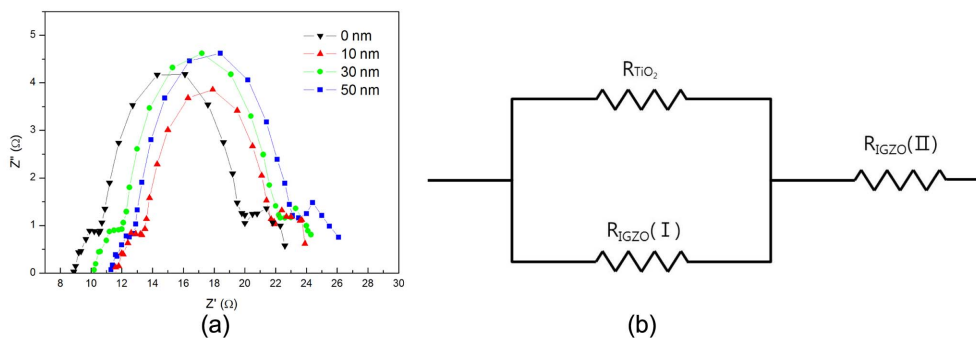 5
4
3
2
1
0
Z" (Ω)
8 10 12 14 16 18 20 22 24 26 28 30
Z' (Ω)
0 nm
10 nm
30 nm
50 nm
(a)
RTiO₂
RIGZO(Ⅱ)
RIGZO(Ⅰ)
(b)